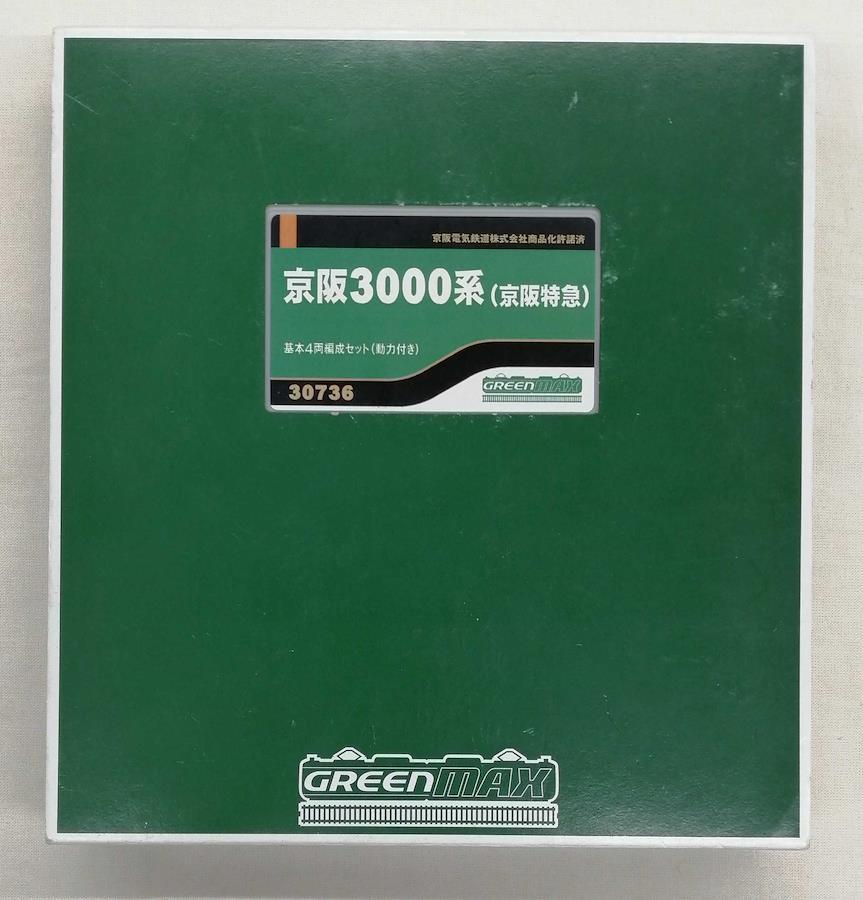 京阪電気鉄道株式会社商品化許諾済
京阪3000系(京阪特急)
基本4両編成セット(動力付き)
30736
GREENMAX
GREENMAX